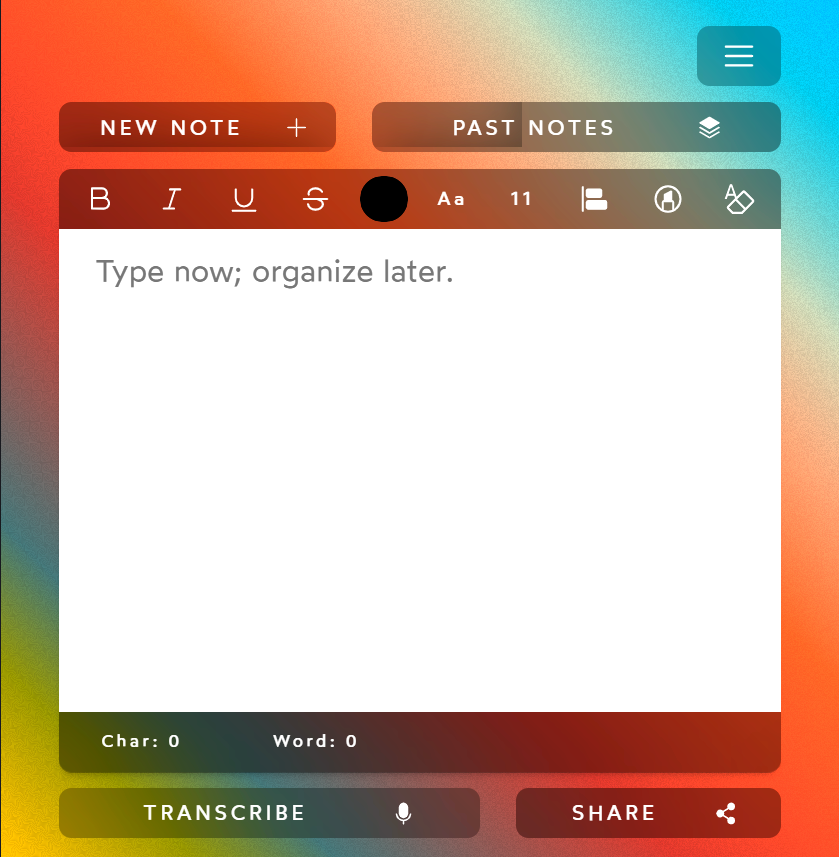 NEW NOTE PAST NOTES
B I U S Aa 11 A
Type now; organize later.
Char: 0 Word: 0
TRANSCRIBE SHARE